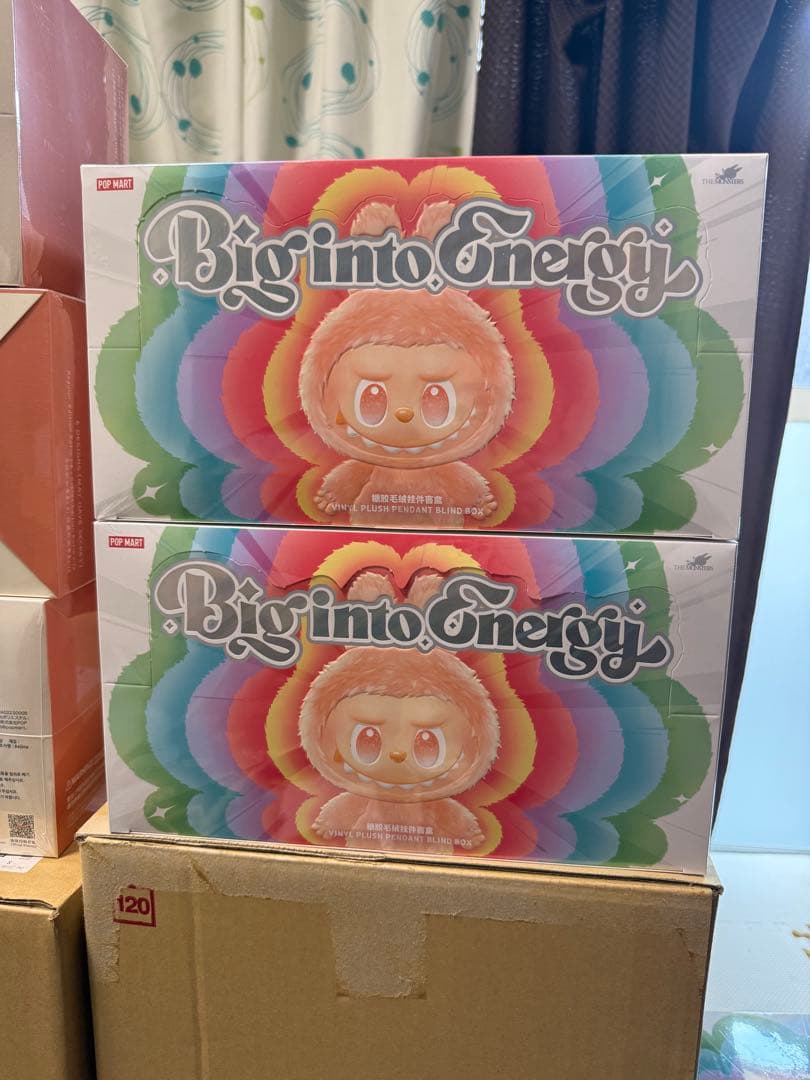 POP MART
THE MONSTERS
Big into Energy
搪胶毛绒挂件盲盒
VINYL PLUSH PENDANT BLIND BOX
POP MART
THE MONSTERS
Big into Energy
搪胶毛绒挂件盲盒
VINYL PLUSH PENDANT BLIND BOX
120